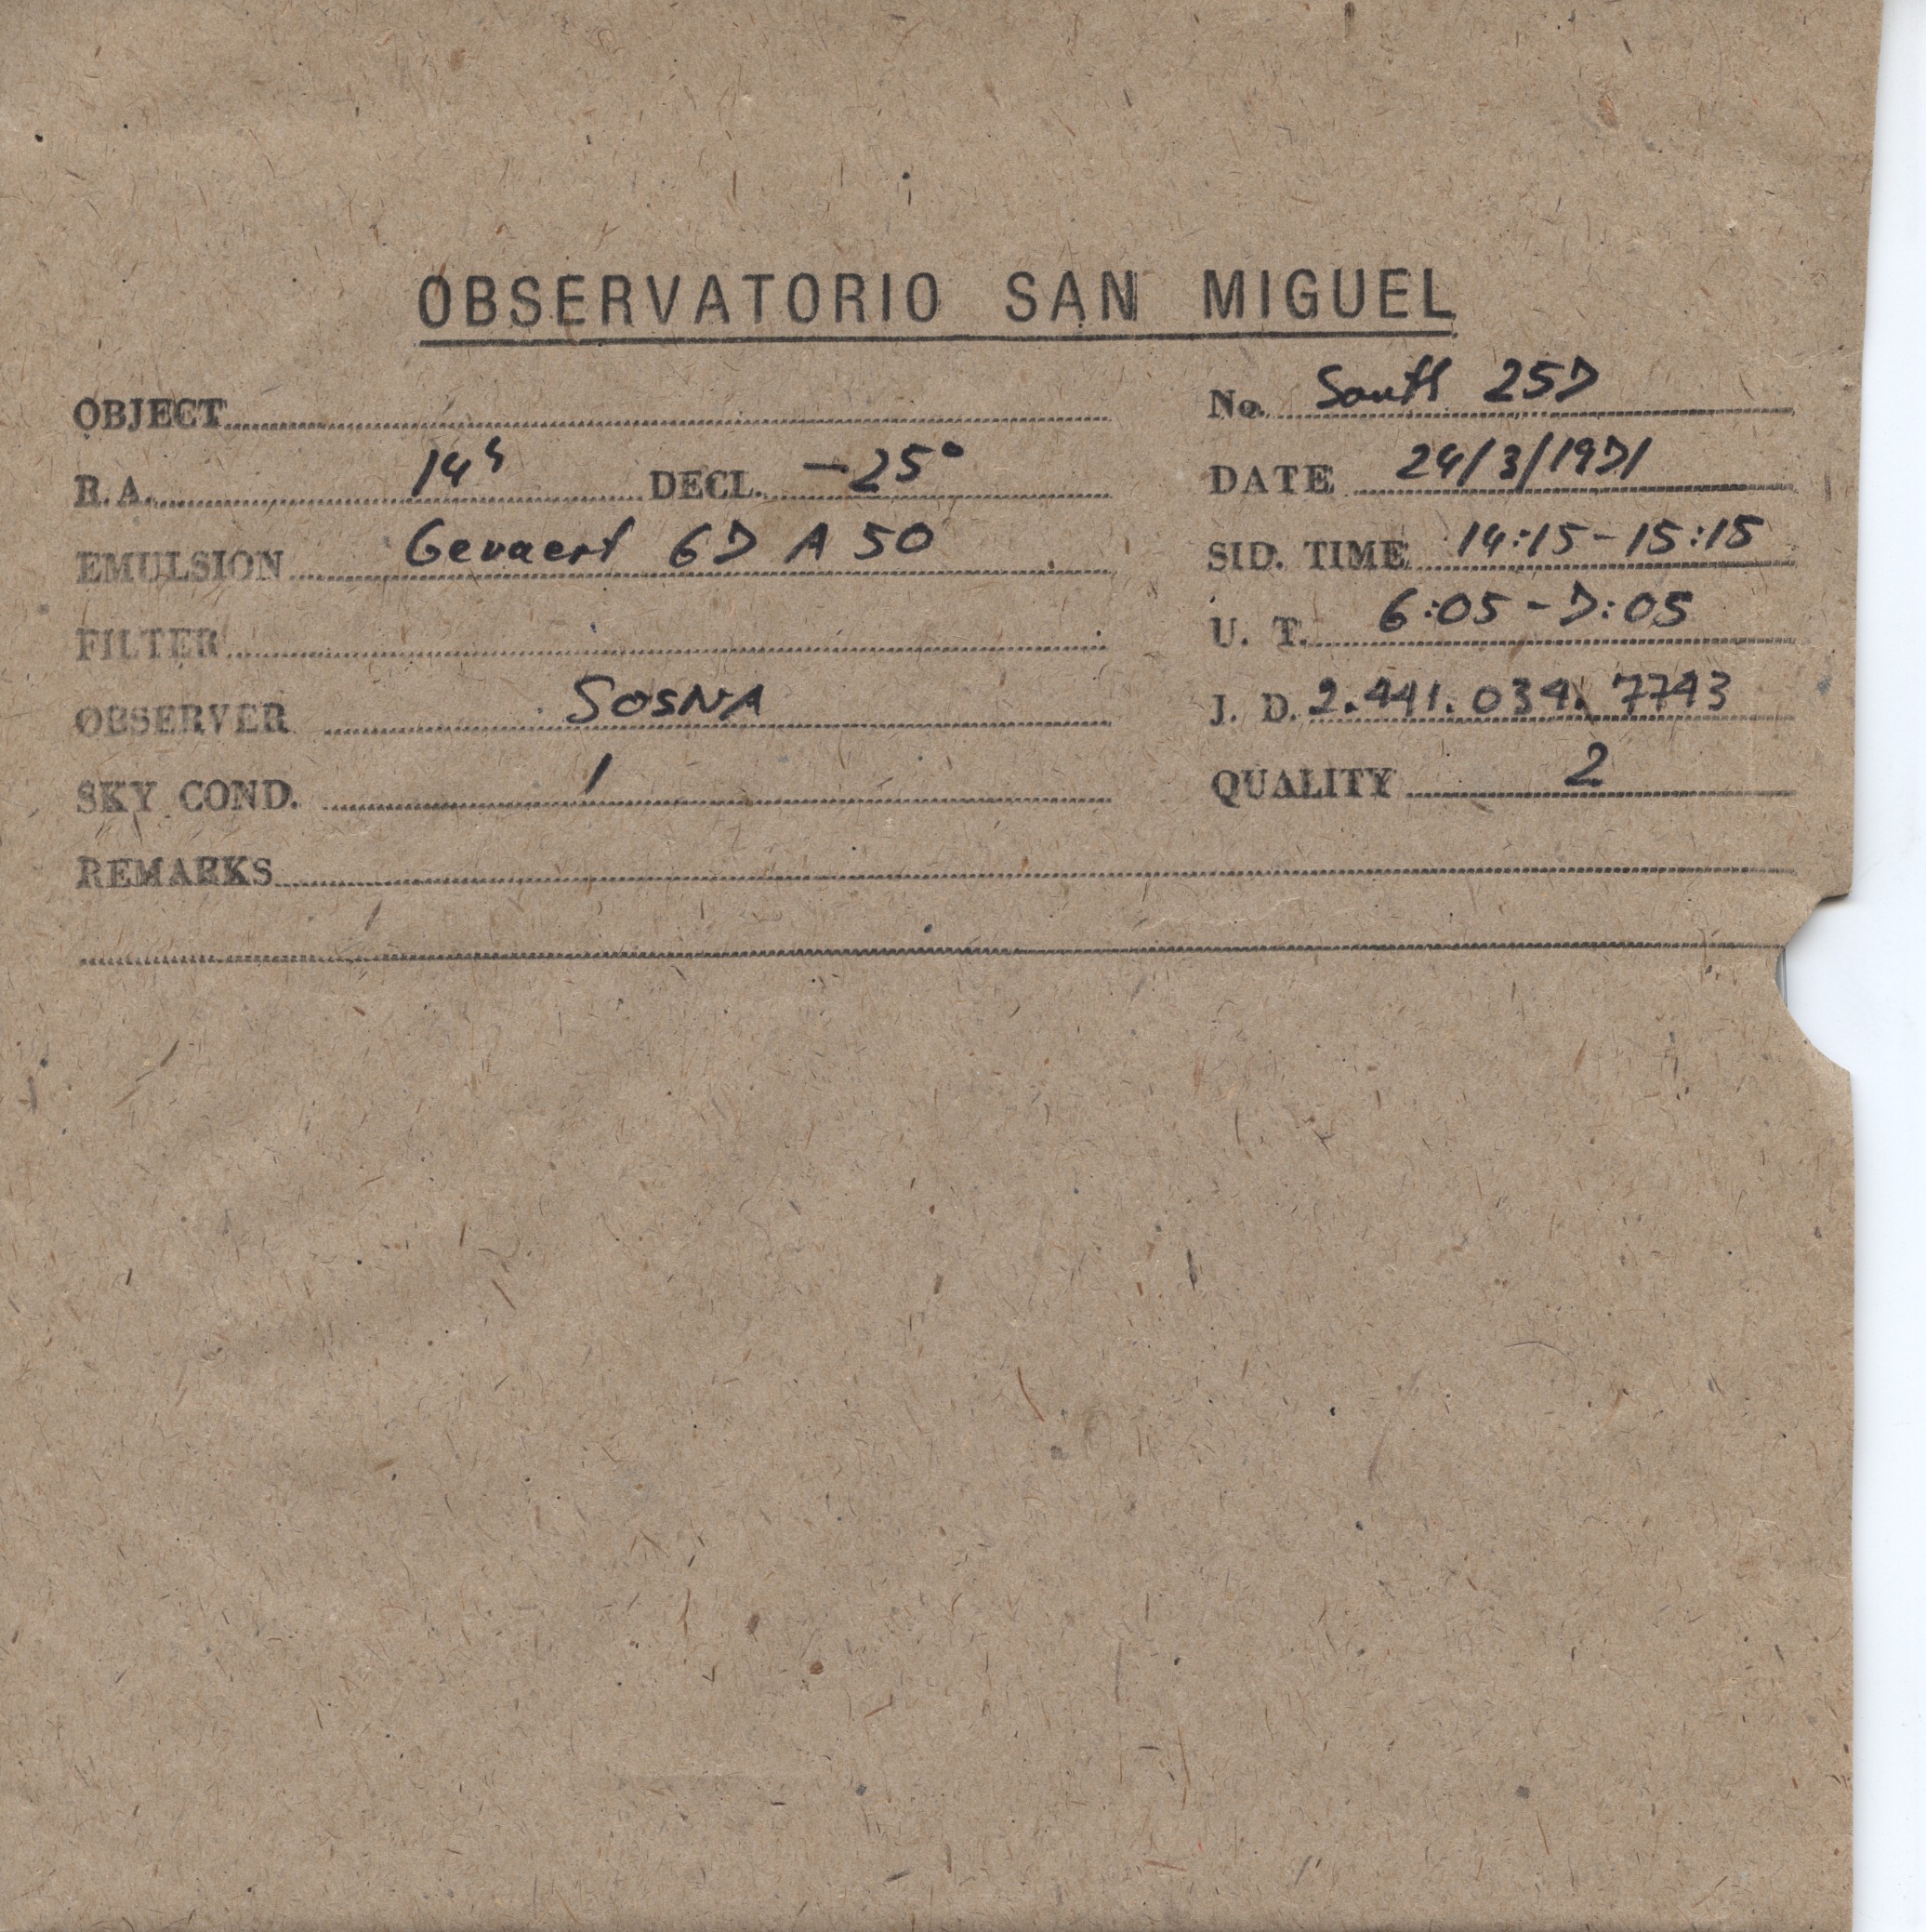 OBSERVATORIO SAN MIGUEL
OBJECT
No. South 257
R.A. 14h DECL. -25°
DATE 24/3/1971
EMULSION Gevaert 67 A 50
SID. TIME 14:15-15:15
FILTER
U. T. 6:05-7:05
OBSERVER SOSNA
J. D. 2.441.034.7743
SKY COND. 1
QUALITY 2
REMARKS